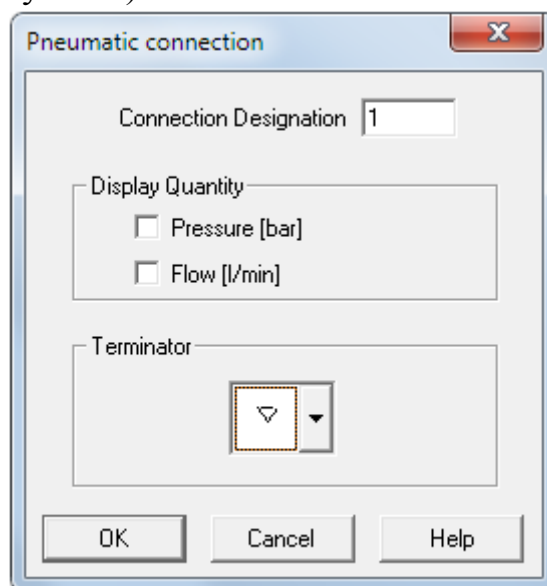 Pneumatic connection
Connection Designation 1
Display Quantity
Pressure [bar]
Flow [l/min]
Terminator
OK Cancel Help